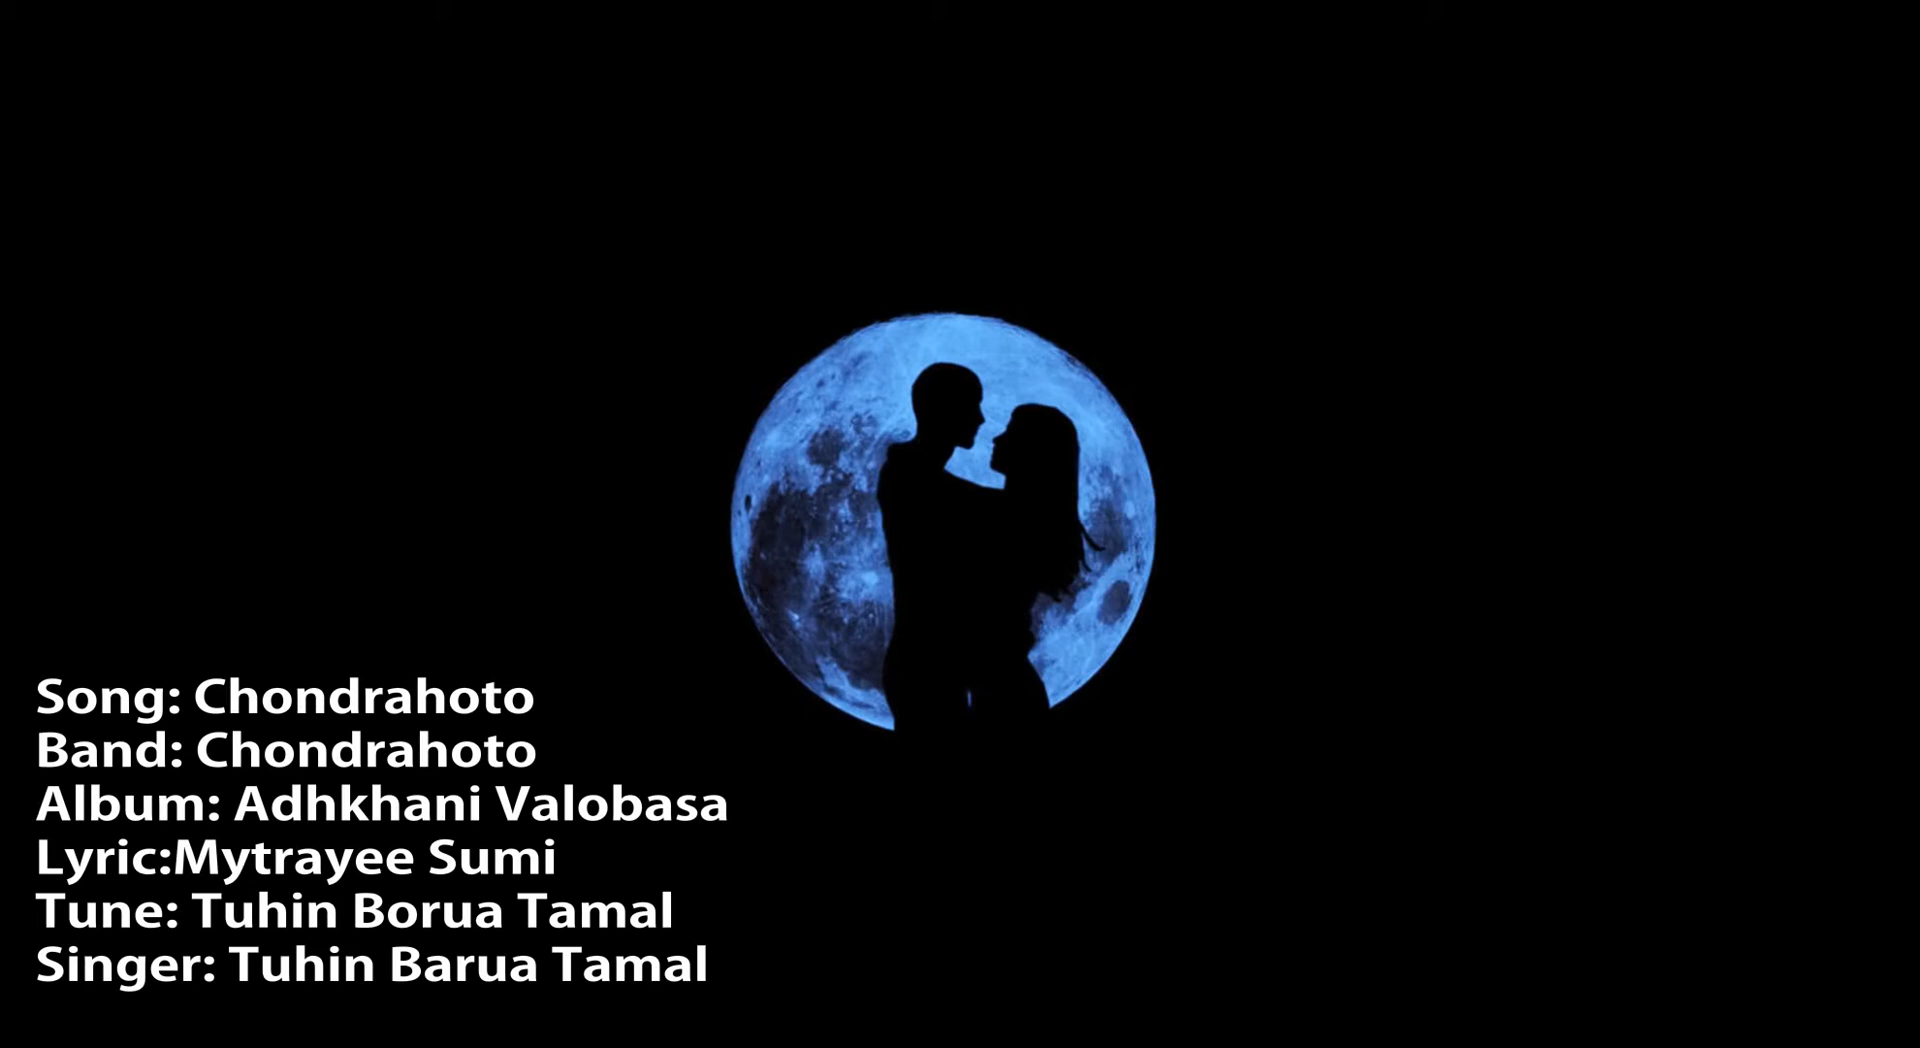 Song: Chondrahoto
Band: Chondrahoto
Album: Adhkhani Valobasa
Lyric:Mytrayee Sumi
Tune: Tuhin Borua Tamal
Singer: Tuhin Barua Tamal